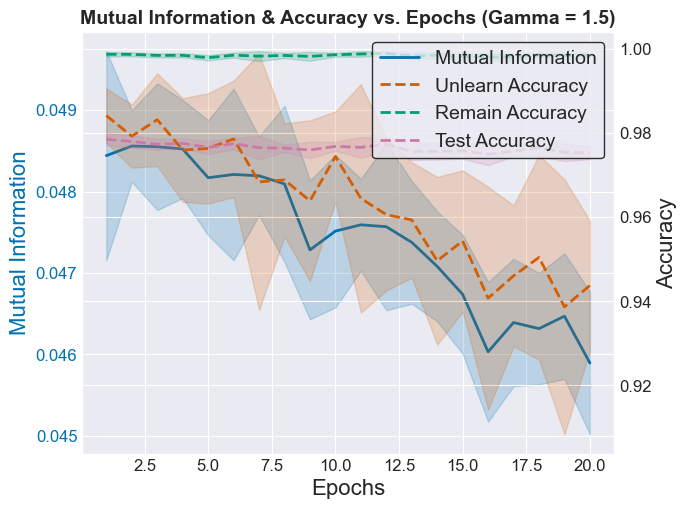 Mutual Information & Accuracy vs. Epochs (Gamma = 1.5)
Mutual Information
Unlearn Accuracy
Remain Accuracy
Test Accuracy
0.049
0.048
0.047
0.046
0.045
Mutual Information
1.00
0.98
0.96
0.94
0.92
Accuracy
2.5 5.0 7.5 10.0 12.5 15.0 17.5 20.0
Epochs